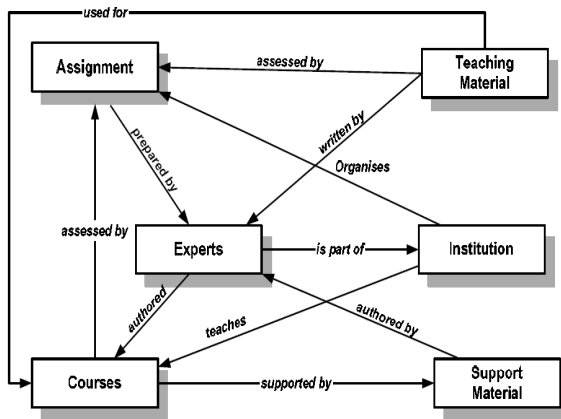 used for
Assignment
assessed by
Teaching
Material
prepared by
written by
Organises
assessed by
Experts
is part of
Institution
authored
teaches
authored by
Courses
supported by
Support
Material